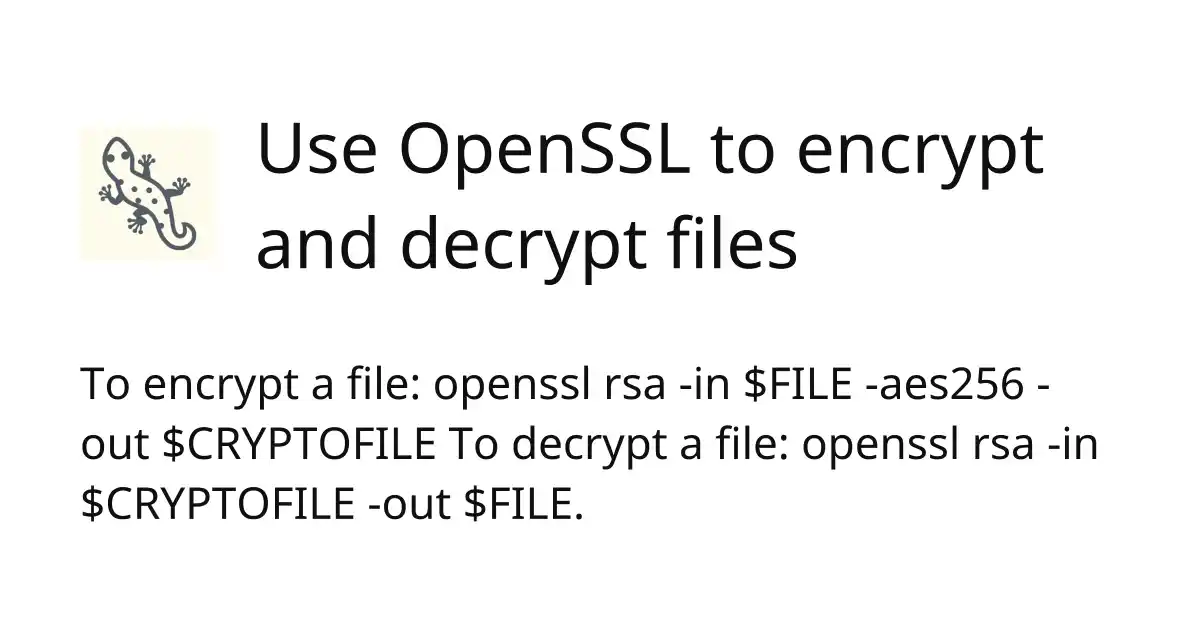 Use OpenSSL to encrypt
and decrypt files
To encrypt a file: openssl rsa -in $FILE -aes256 -
out $CRYPTOFILE To decrypt a file: openssl rsa -in
$CRYPTOFILE -out $FILE.